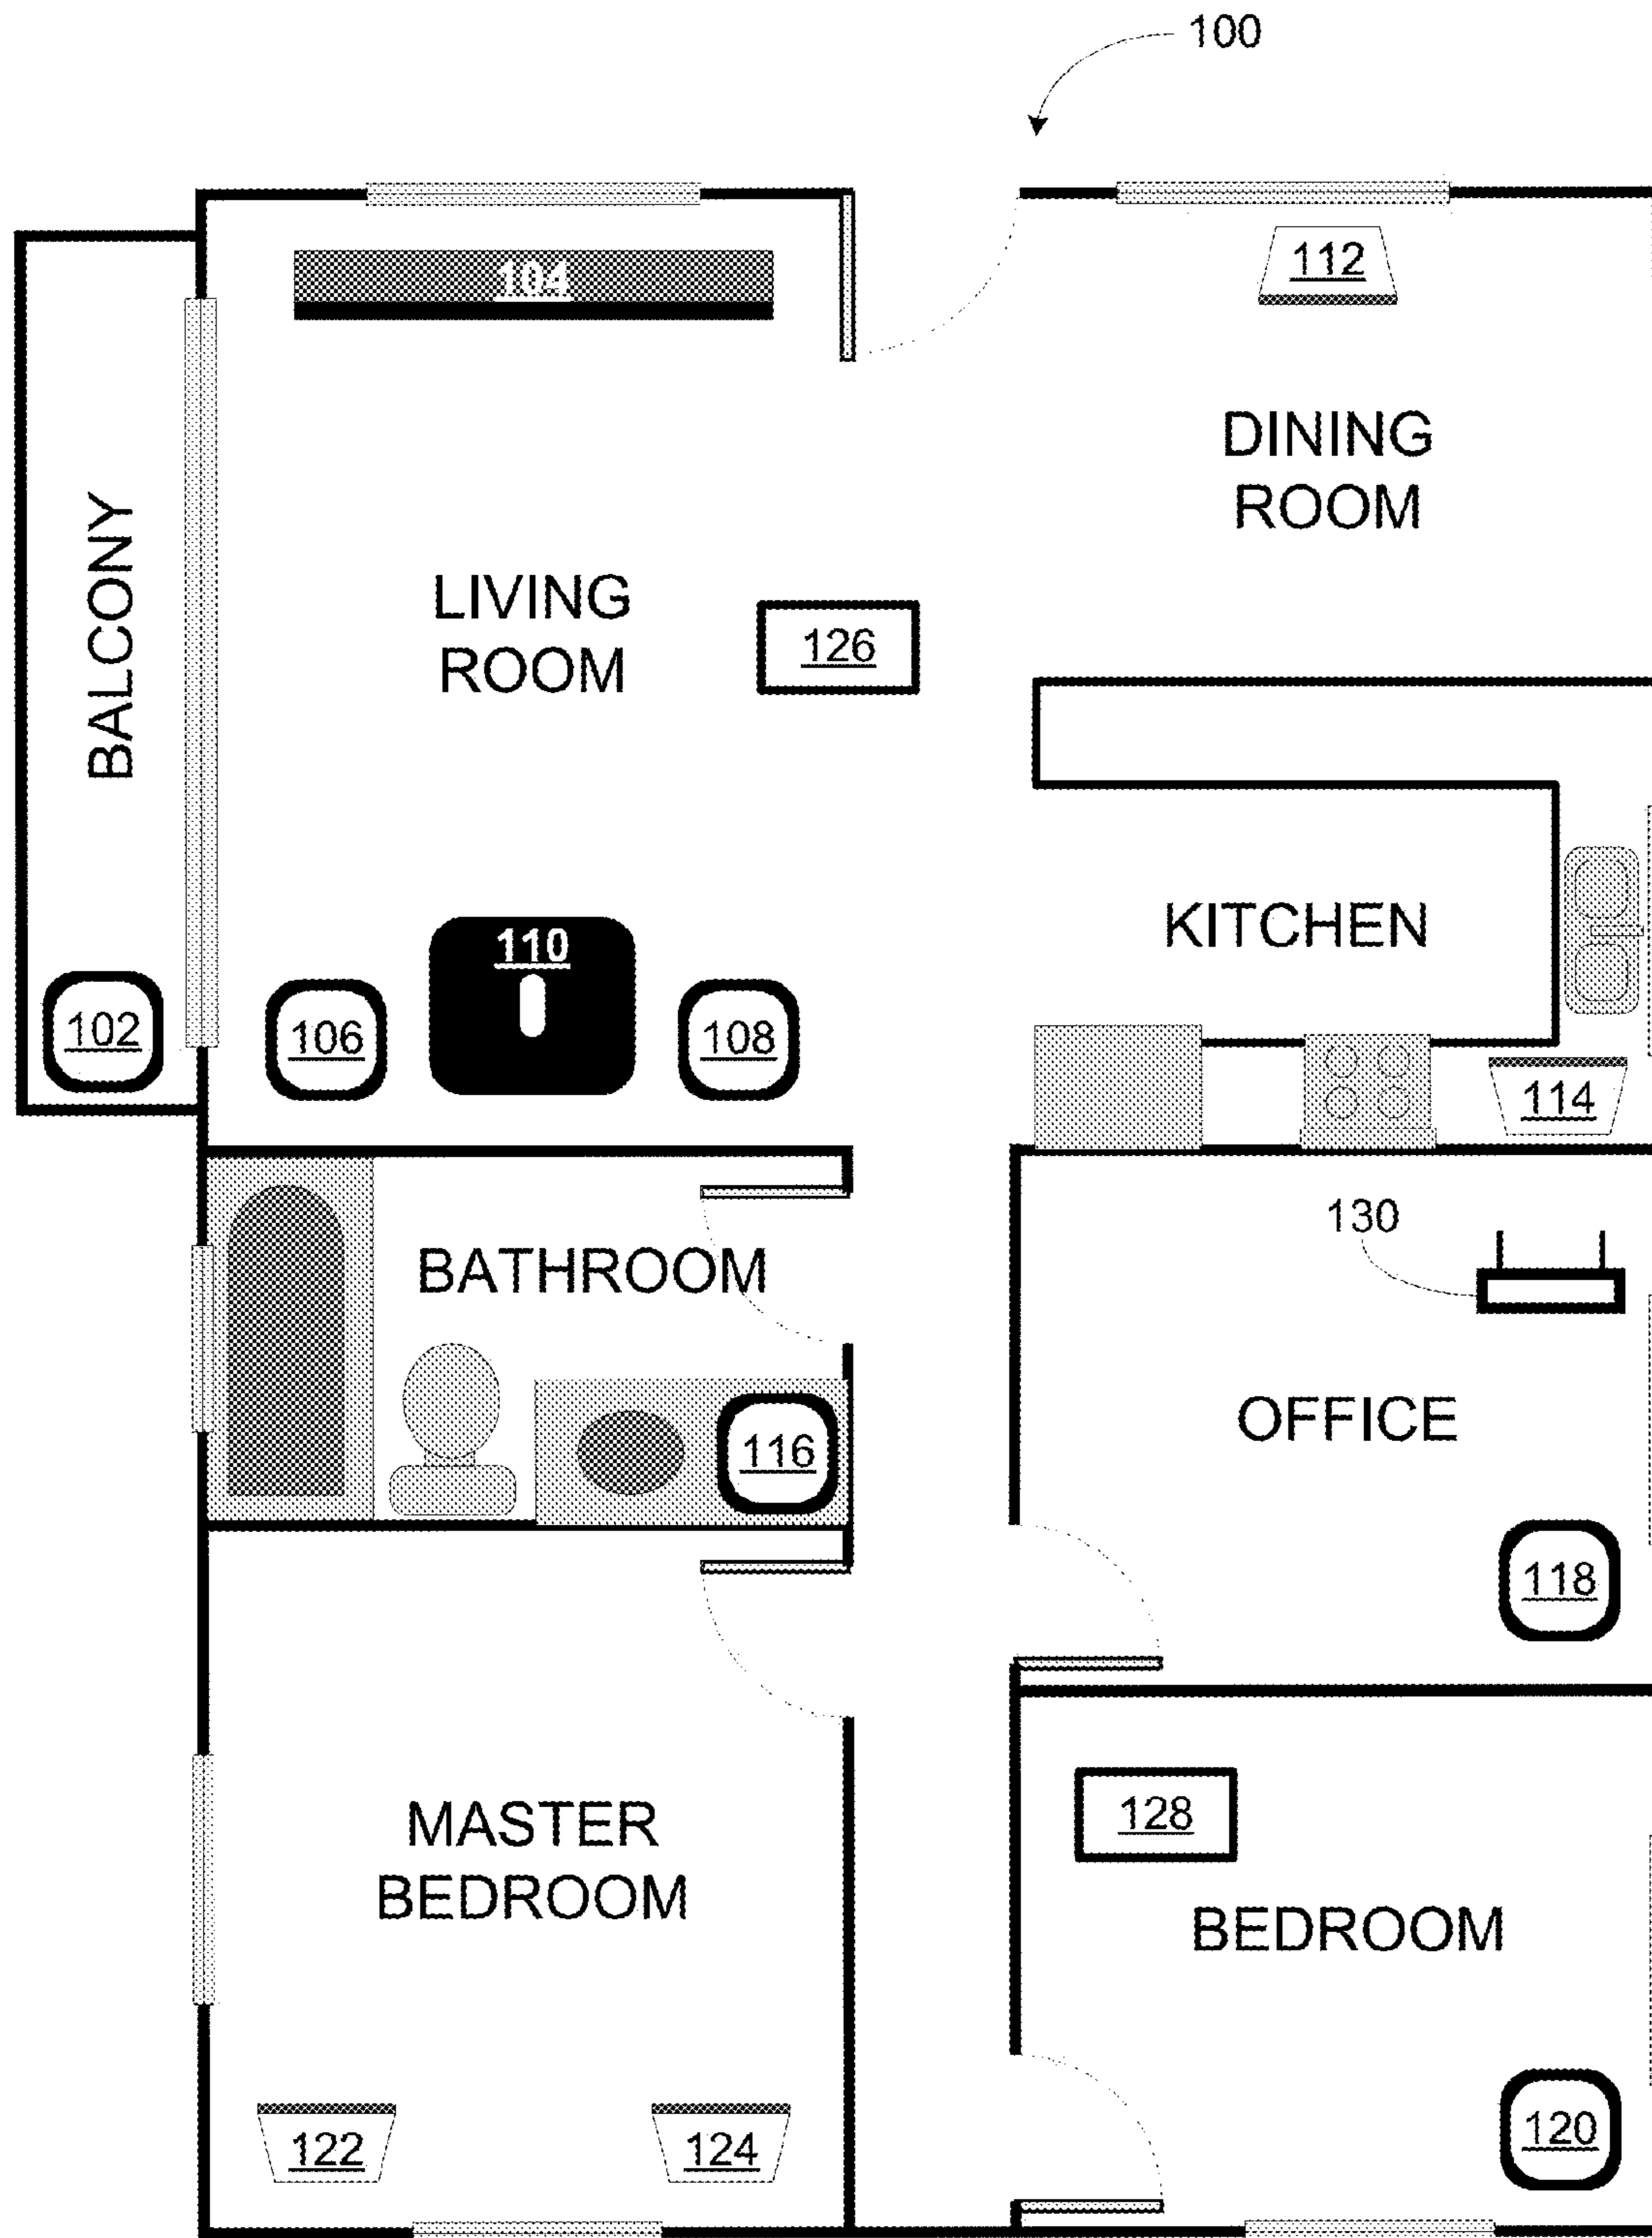 100
104
112
DINING
ROOM
BALCONY
LIVING
ROOM
126
KITCHEN
110
102
106
108
114
130
BATHROOM
OFFICE
116
118
MASTER
BEDROOM
128
BEDROOM
122
124
120